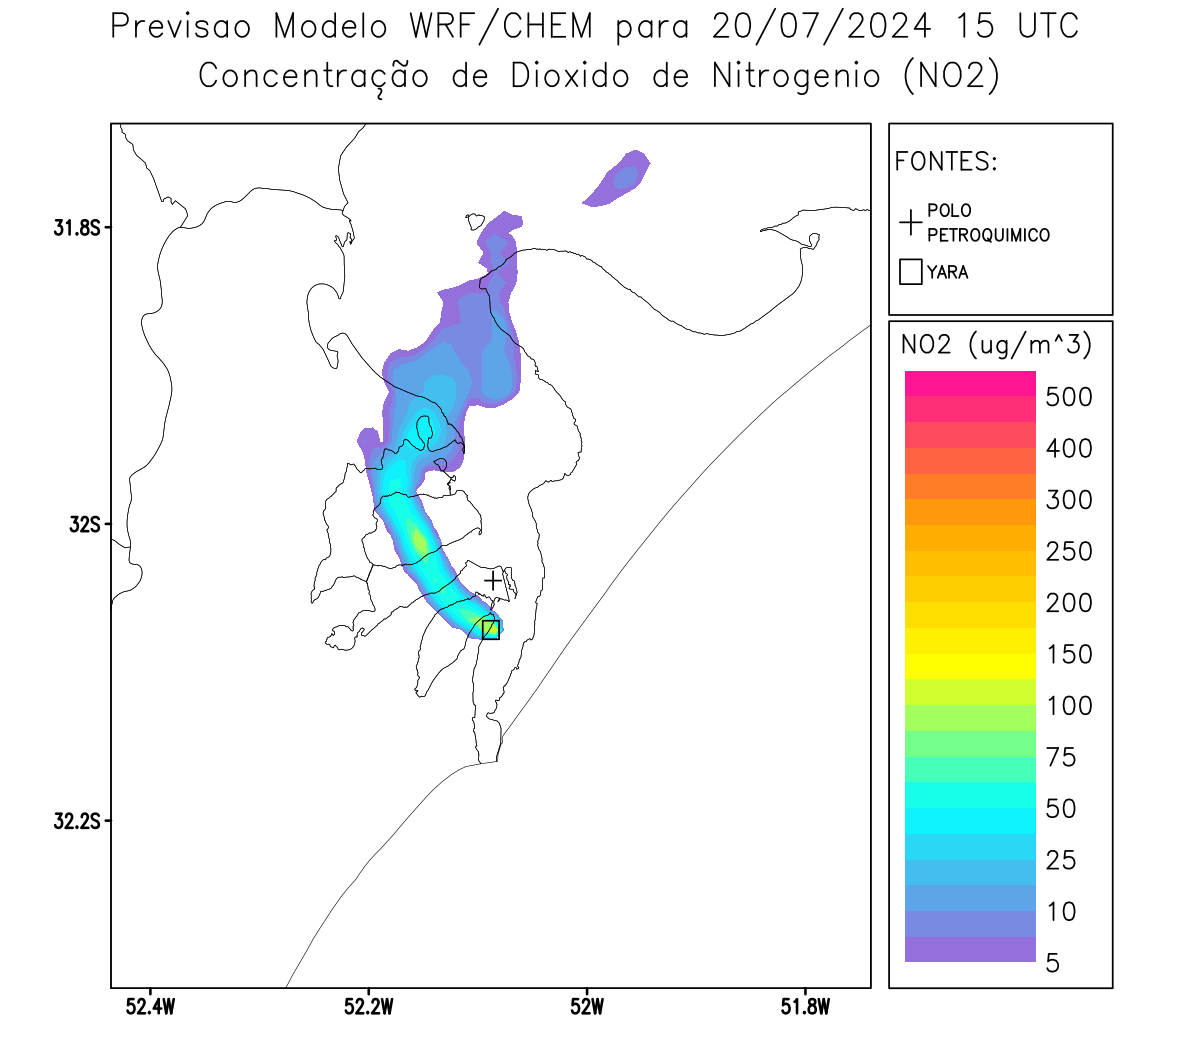 Previsao Modelo WRF/CHEM para 20/07/2024 15 UTC
Concentração de Dioxido de Nitrogenio (NO2)
FONTES:
POLO
PETROQUIMICO
YARA
NO2 (ug/m^3)
500
400
300
250
200
150
100
75
50
25
10
5
31.8S
32S
32.2S
52.4W
52.2W
52W
51.8W